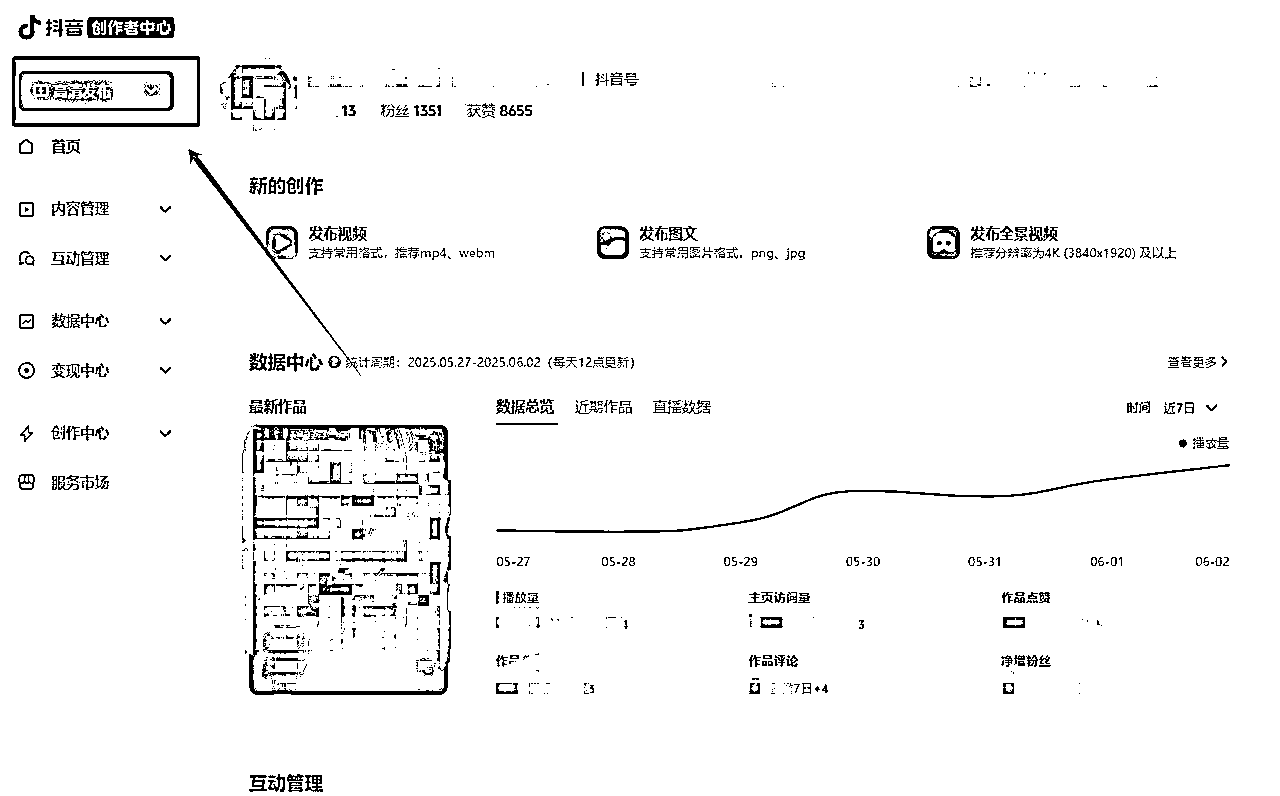 抖音 创作者中心
高清发布
抖音号
13 粉丝 1351 获赞 8655
首页
内容管理
互动管理
数据中心
变现中心
创作中心
服务市场
新的创作
发布视频
支持常用格式，推荐mp4、webm
发布图文
支持常用图片格式，png、jpg
发布全景视频
推荐分辨率为4K (3840x1920) 及以上
数据中心 统计周期：2025.05.27-2025.06.02 (每天12点更新)
查看更多
最新作品
数据总览 近期作品 直播数据
时间 近7日
播放量
05-27 05-28 05-29 05-30 05-31 06-01 06-02
播放量 主页访问量 作品点赞
3
作品评论 净增粉丝
7日+4
互动管理